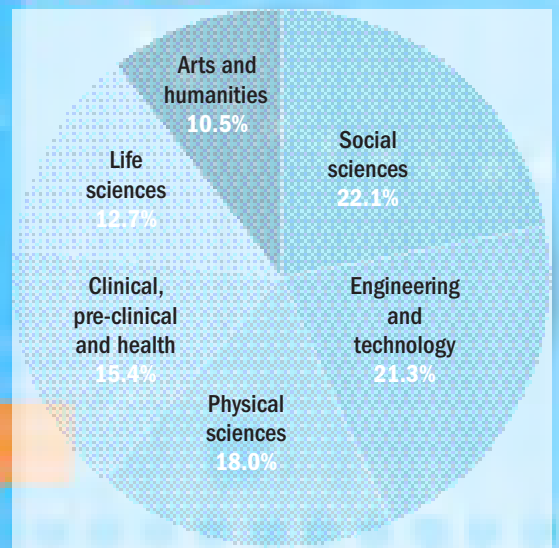 Arts and
humanities
10.5%
Social
sciences
22.1%
Life
sciences
12.7%
Clinical,
pre-clinical
and health
15.4%
Engineering
and
technology
21.3%
Physical
sciences
18.0%